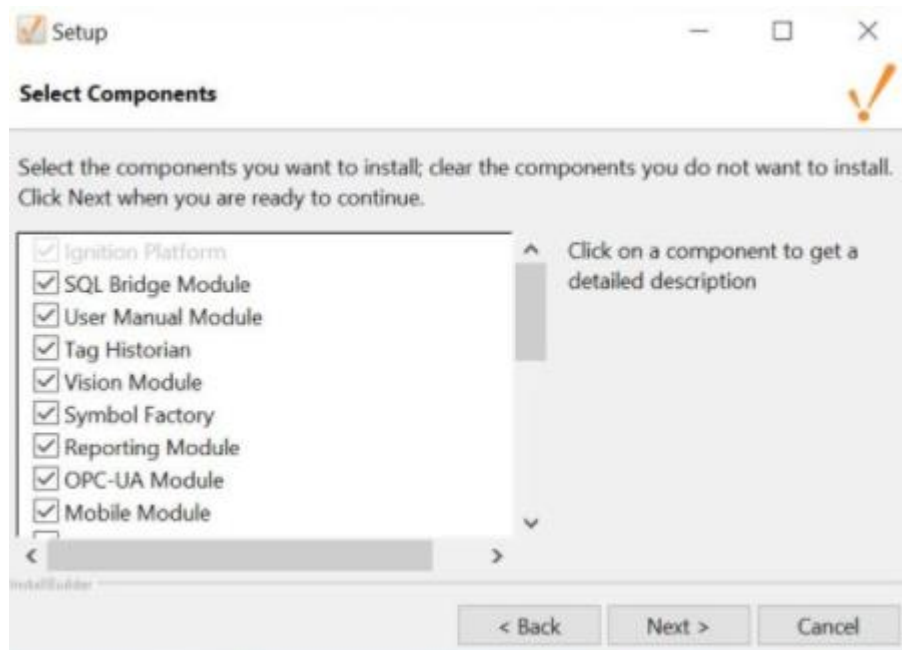 Setup
Select Components
Select the components you want to install; clear the components you do not want to install.
Click Next when you are ready to continue.
Ignition Platform
SQL Bridge Module
User Manual Module
Tag Historian
Vision Module
Symbol Factory
Reporting Module
OPC-UA Module
Mobile Module
Click on a component to get a
detailed description
InstallBuilder
< Back
Next >
Cancel